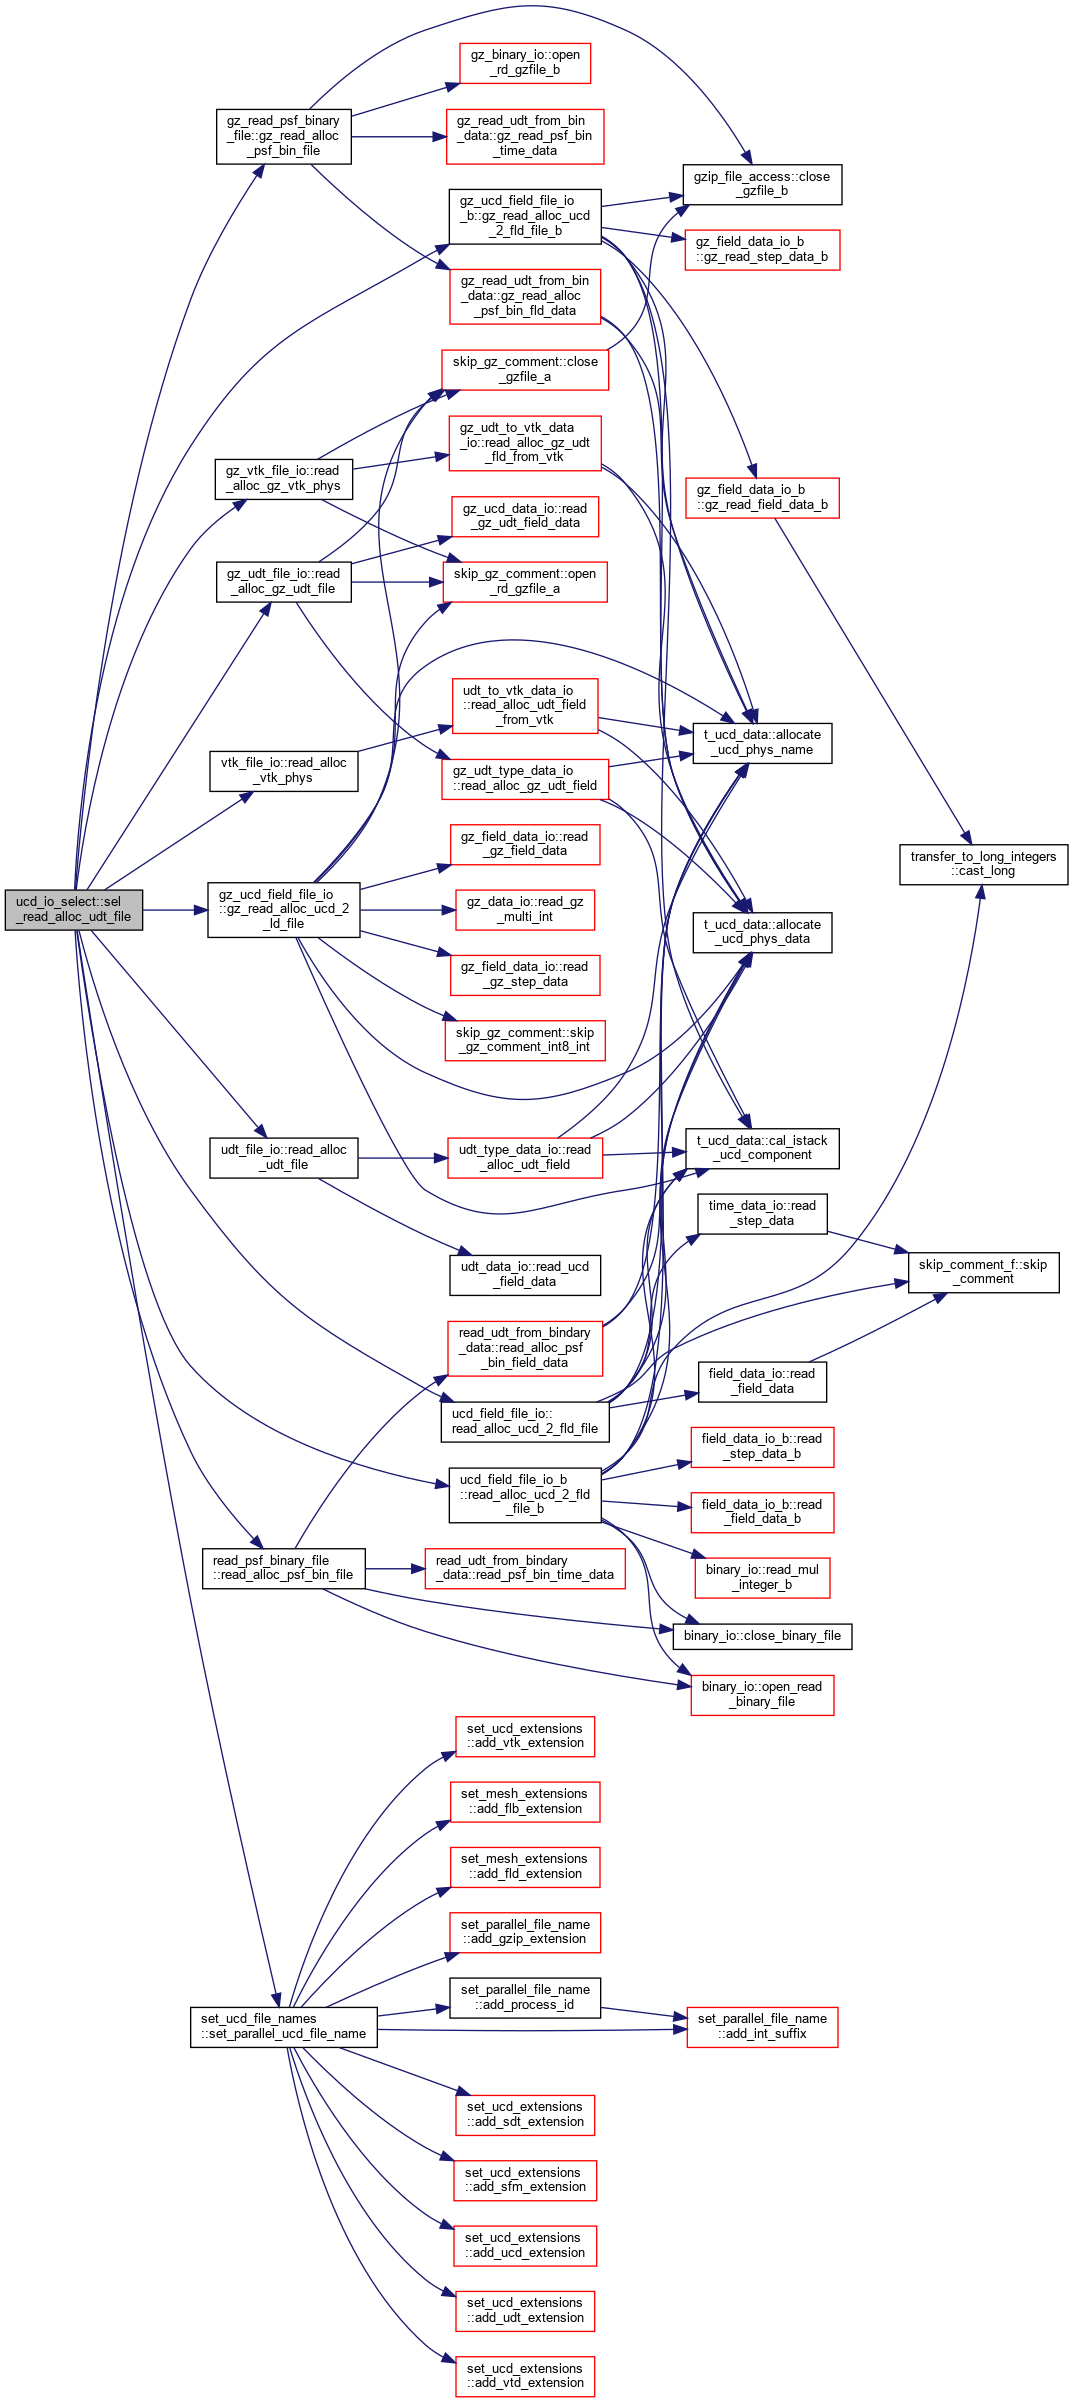 ucd_io_select::sel
_read_alloc_udt_file
gz_read_psf_binary
_file::gz_read_alloc
_psf_bin_file
gz_vtk_file_io::read
_alloc_gz_vtk_phys
gz_udt_file_io::read
_alloc_gz_udt_file
vtk_file_io::read_alloc
_vtk_phys
gz_ucd_field_file_io
::gz_read_alloc_ucd_2
_ld_file
udt_file_io::read_alloc
_udt_file
read_psf_binary_file
::read_alloc_psf_bin_file
set_ucd_file_names
::set_parallel_ucd_file_name
gz_binary_io::open
_rd_gzfile_b
gz_read_udt_from_bin
_data::gz_read_psf_bin
_time_data
gz_ucd_field_file_io
_b::gz_read_alloc_ucd
_2_fld_file_b
gz_read_udt_from_bin
_data::gz_read_alloc
_psf_bin_fld_data
skip_gz_comment::close
_gzfile_a
gz_udt_to_vtk_data
_io::read_alloc_gz_udt
_fld_from_vtk
gz_ucd_data_io::read
_gz_udt_field_data
skip_gz_comment::open
_rd_gzfile_a
udt_to_vtk_data_io
::read_alloc_udt_field
_from_vtk
gz_udt_type_data_io
::read_alloc_gz_udt_field
gz_field_data_io::read
_gz_field_data
gz_data_io::read_gz
_multi_int
gz_field_data_io::read
_gz_step_data
skip_gz_comment::skip
_gz_comment_int8_int
udt_type_data_io::read
_alloc_udt_field
udt_data_io::read_ucd
_field_data
read_udt_from_bindary
_data::read_alloc_psf
_bin_field_data
ucd_field_file_io::
read_alloc_ucd_2_fld_file
ucd_field_file_io_b
::read_alloc_ucd_2_fld
_file_b
read_udt_from_bindary
_data::read_psf_bin_time_data
set_ucd_extensions
::add_vtk_extension
set_mesh_extensions
::add_flb_extension
set_mesh_extensions
::add_fld_extension
set_parallel_file_name
::add_gzip_extension
set_parallel_file_name
::add_process_id
set_ucd_extensions
::add_sdt_extension
set_ucd_extensions
::add_sfm_extension
set_ucd_extensions
::add_ucd_extension
set_ucd_extensions
::add_udt_extension
set_ucd_extensions
::add_vtd_extension
gzip_file_access::close
_gzfile_b
gz_field_data_io_b
::gz_read_step_data_b
gz_field_data_io_b
::gz_read_field_data_b
t_ucd_data::allocate
_ucd_phys_name
t_ucd_data::allocate
_ucd_phys_data
t_ucd_data::cal_istack
_ucd_component
time_data_io::read
_step_data
field_data_io::read
_field_data
field_data_io_b::read
_step_data_b
field_data_io_b::read
_field_data_b
binary_io::read_mul
_integer_b
binary_io::close_binary_file
binary_io::open_read
_binary_file
set_parallel_file_name
::add_int_suffix
transfer_to_long_integers
::cast_long
skip_comment_f::skip
_comment